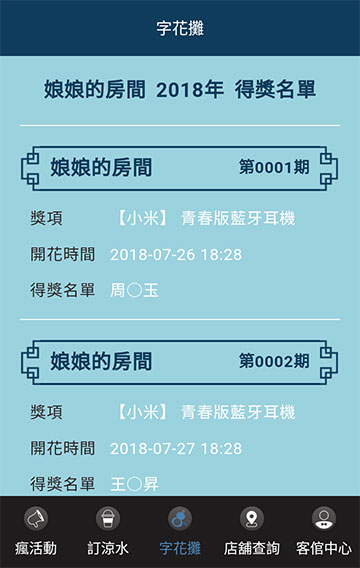 字花攤
娘娘的房間 2018年 得獎名單
娘娘的房間 第0001期
獎項 【小米】 青春版藍牙耳機
開花時間 2018-07-26 18:28
得獎名單 周○玉
娘娘的房間 第0002期
獎項 【小米】 青春版藍牙耳機
開花時間 2018-07-27 18:28
得獎名單 王○昇
瘋活動 訂涼水 字花攤 店舖查詢 客倌中心